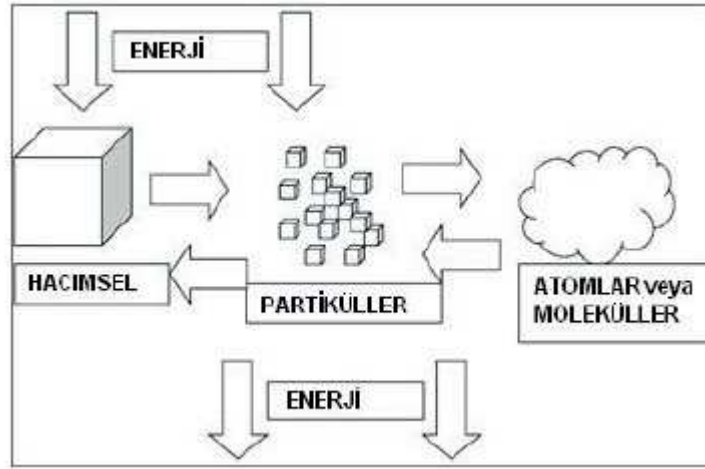 ENERJİ
HACIMSEL
PARTİKÜLLER
ATOMLAR veya
MOLEKÜLLER
ENERJİ